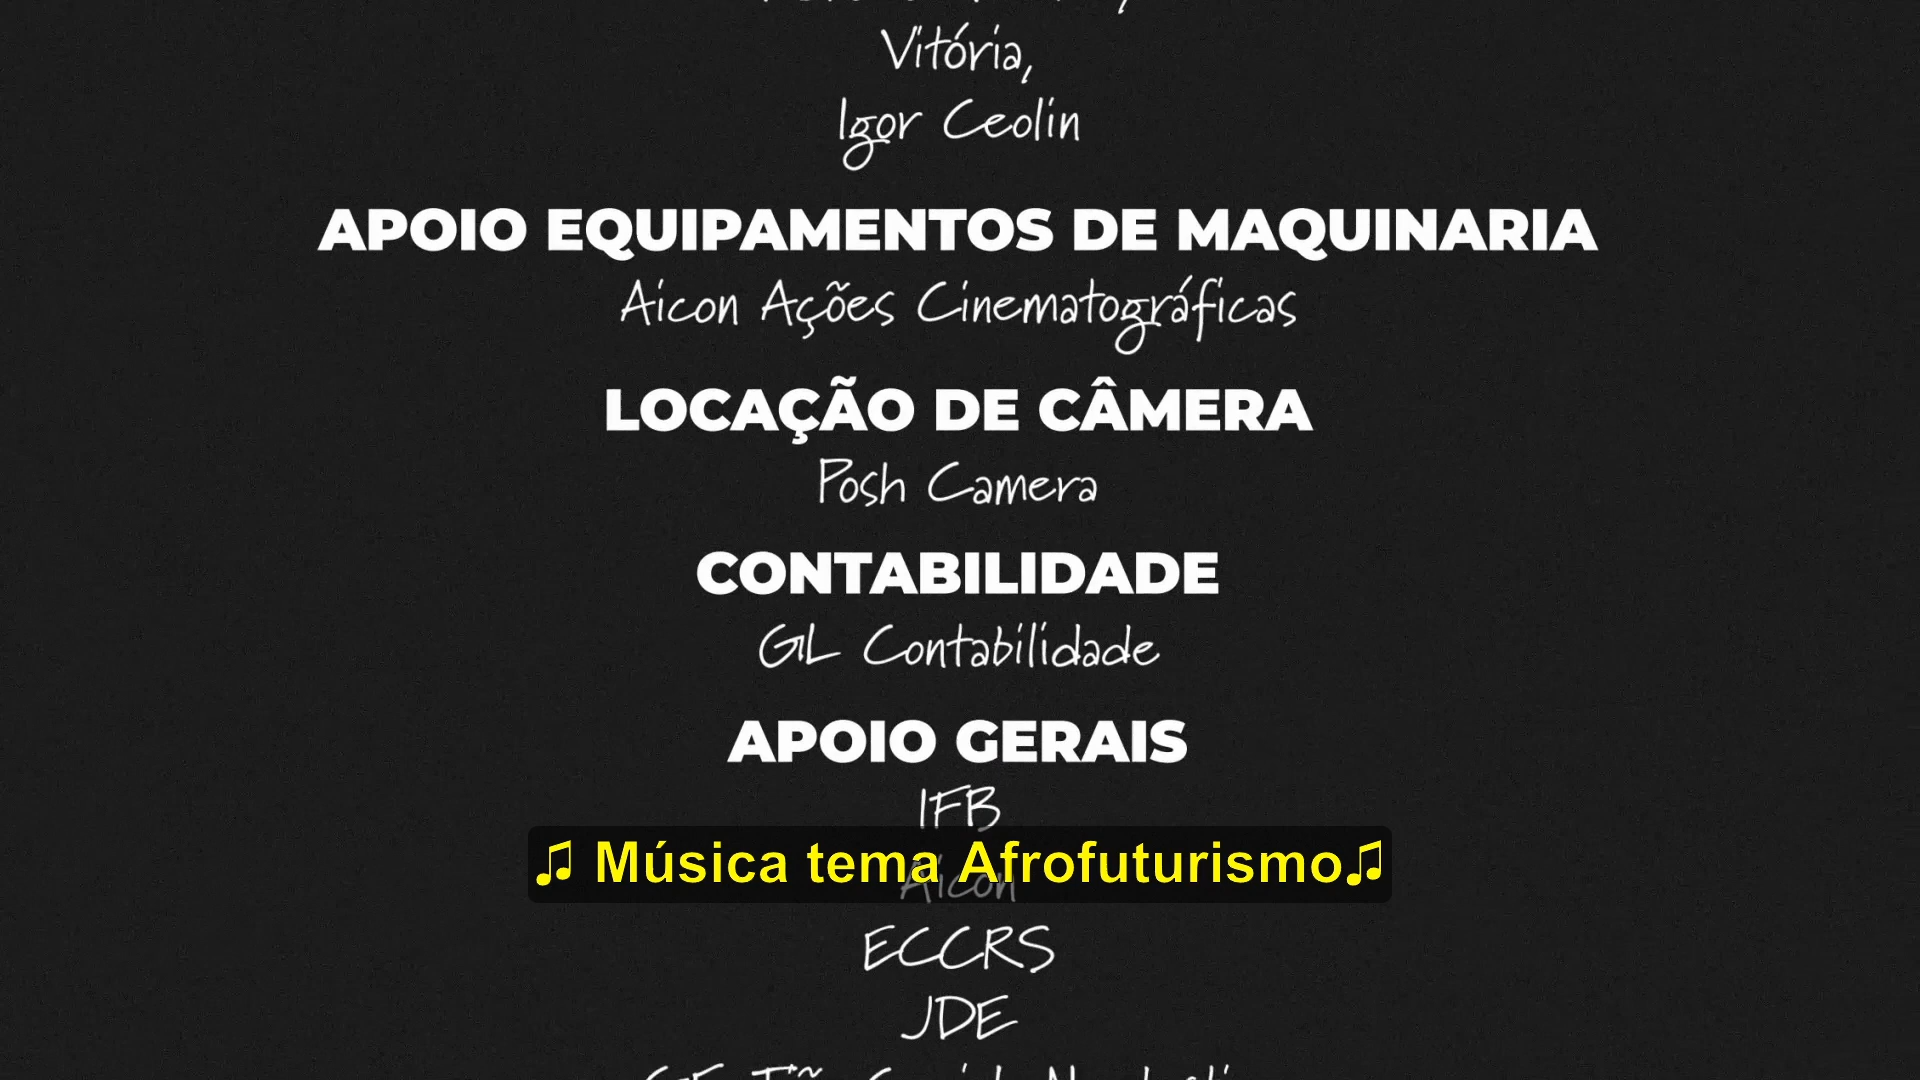 Vitória,
Igor Ceolin
APOIO EQUIPAMENTOS DE MAQUINARIA
Aicon Ações Cinematográficas
LOCAÇÃO DE CÂMERA
Posh Camera
CONTABILIDADE
GL Contabilidade
APOIO GERAIS
IFB
♫ Música tema Afrofuturismo♫
Aicon
ECCRS
JDE